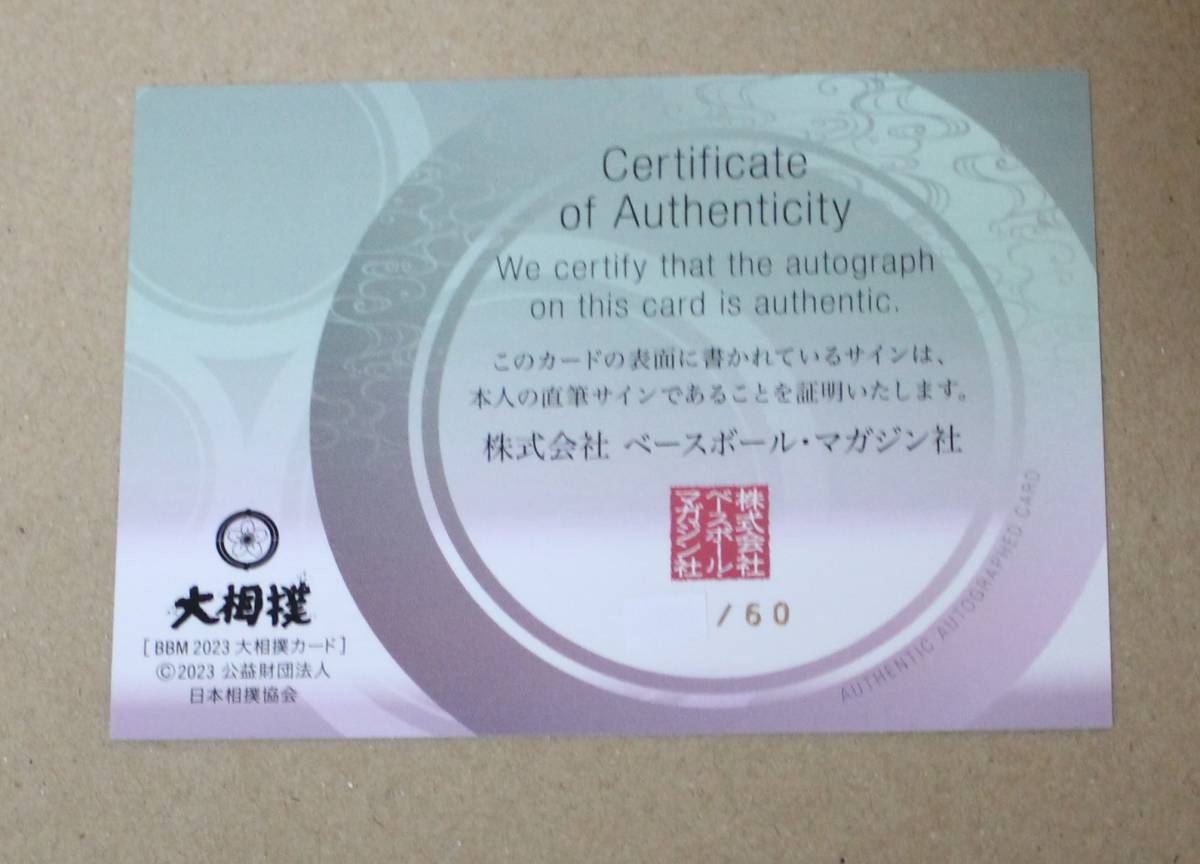 Certificate
of Authenticity
We certify that the autograph
on this card is authentic.
このカードの表面に書かれているサインは、
本人の直筆サインであることを証明いたします。
株式会社 ベースボール・マガジン社
株式会社
ベースボール
マガジン社
/60
AUTHENTIC AUTOGRAPHED CARD
大相撲
[BBM 2023 大相撲カード]
©2023 公益財団法人
日本相撲協会